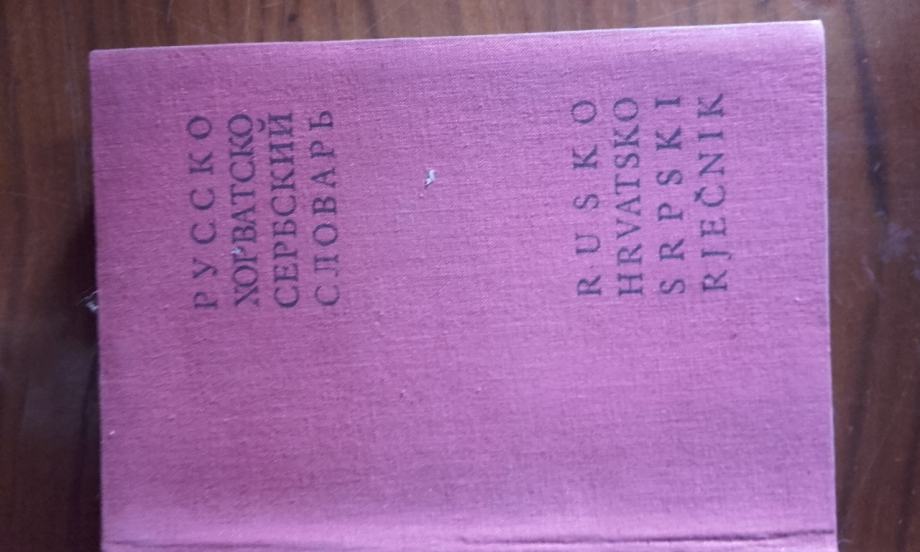 РУССКО
ХОРВАТСКО
СЕРБСКИЙ
СЛОВАРЬ
RUSKO
HRVATSKO
SRPSKI
RJEČNIK